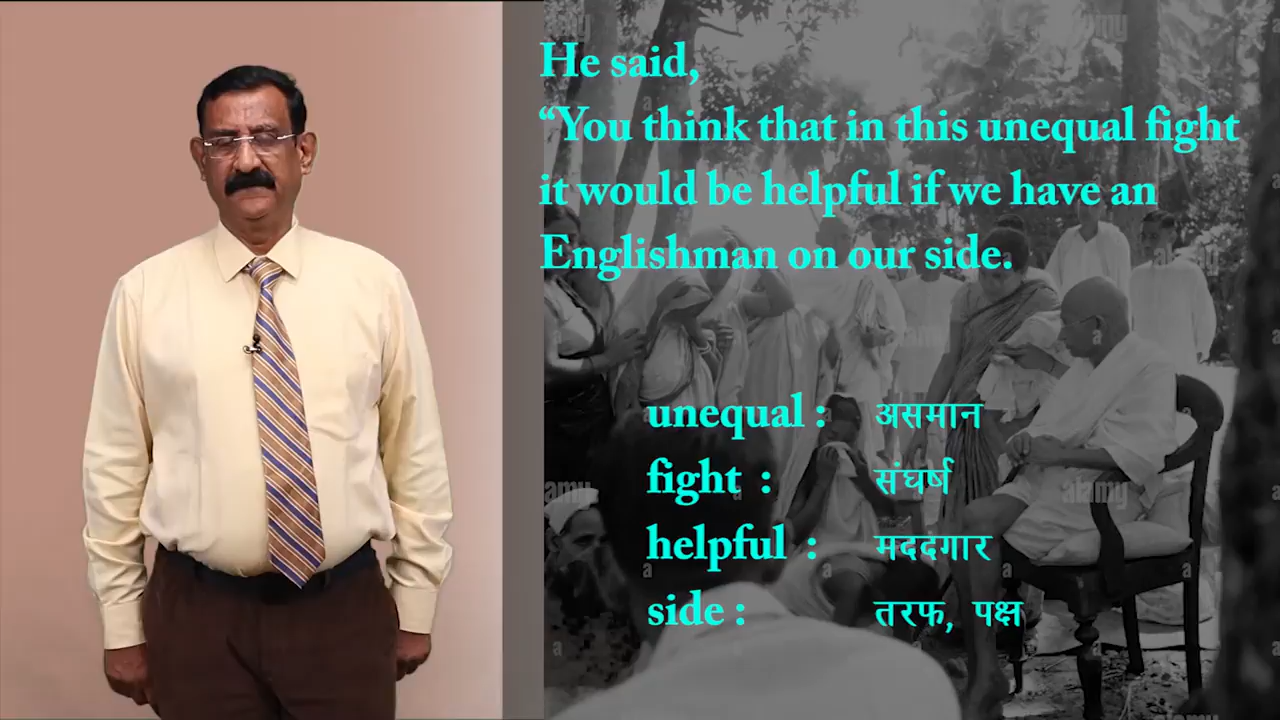 He said,
“You think that in this unequal fight
it would be helpful if we have an
Englishman on our side.
unequal : असमान
fight : संघर्ष
helpful : मददगार
side : तरफ, पक्ष
alamy